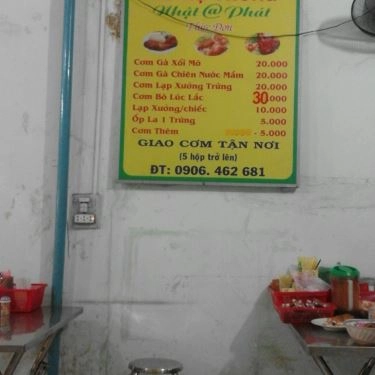 Nhật @ Phát
Thực Đơn
Cơm Gà Xối Mỡ 20.000
Cơm Gà Chiên Nước Mắm 20.000
Cơm Lạp Xưởng Trứng 20.000
Cơm Bò Lúc Lắc 30.000
Lạp Xưởng/chiếc 10.000
Ốp La 1 Trứng 5.000
Cơm Thêm - 5.000
GIAO CƠM TẬN NƠI
(5 hộp trở lên)
ĐT: 0906. 462 681